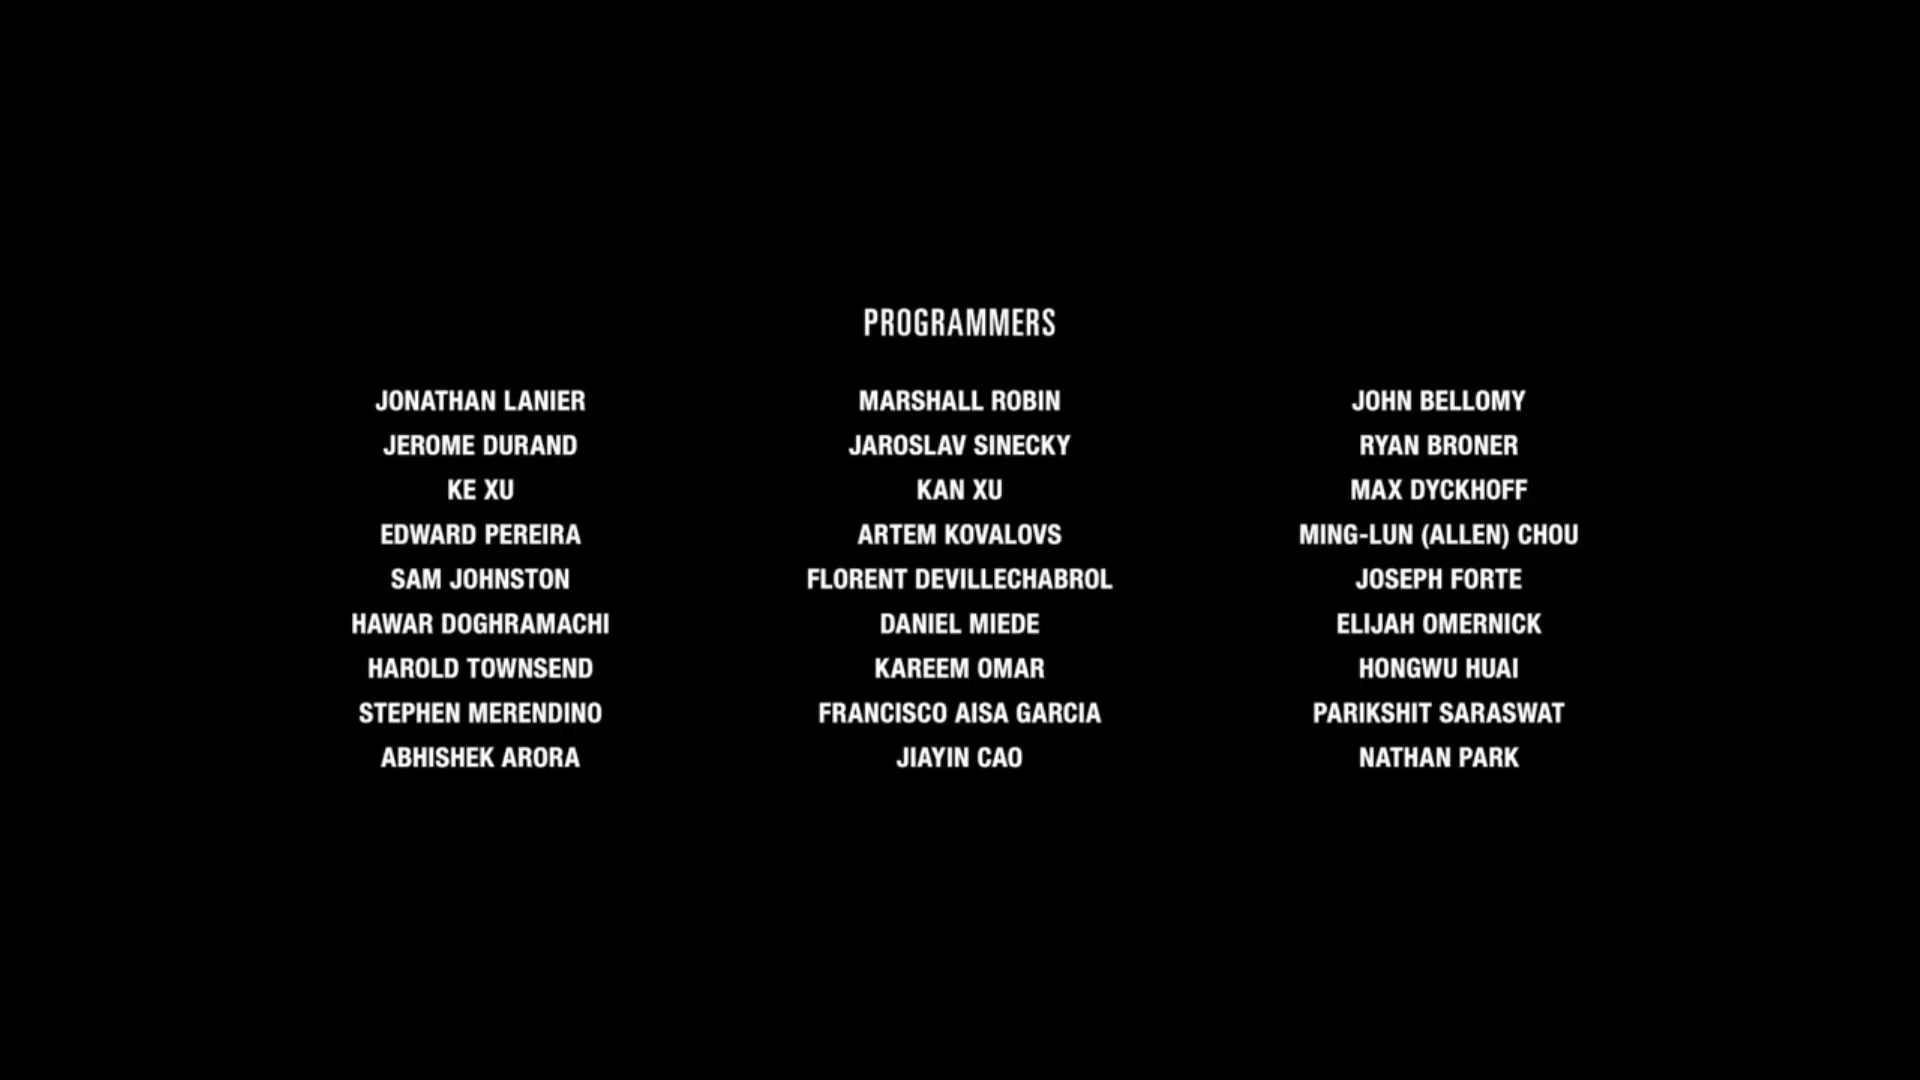 PROGRAMMERS
JONATHAN LANIER MARSHALL ROBIN JOHN BELLOMY
JEROME DURAND JAROSLAV SINECKY RYAN BRONER
KE XU KAN XU MAX DYCKHOFF
EDWARD PEREIRA ARTEM KOVALOVS MING-LUN (ALLEN) CHOU
SAM JOHNSTON FLORENT DEVILLECHABROL JOSEPH FORTE
HAWAR DOGHRAMACHI DANIEL MIEDE ELIJAH OMERNICK
HAROLD TOWNSEND KAREEM OMAR HONGWU HUAI
STEPHEN MERENDINO FRANCISCO AISA GARCIA PARIKSHIT SARASWAT
ABHISHEK ARORA JIAYIN CAO NATHAN PARK